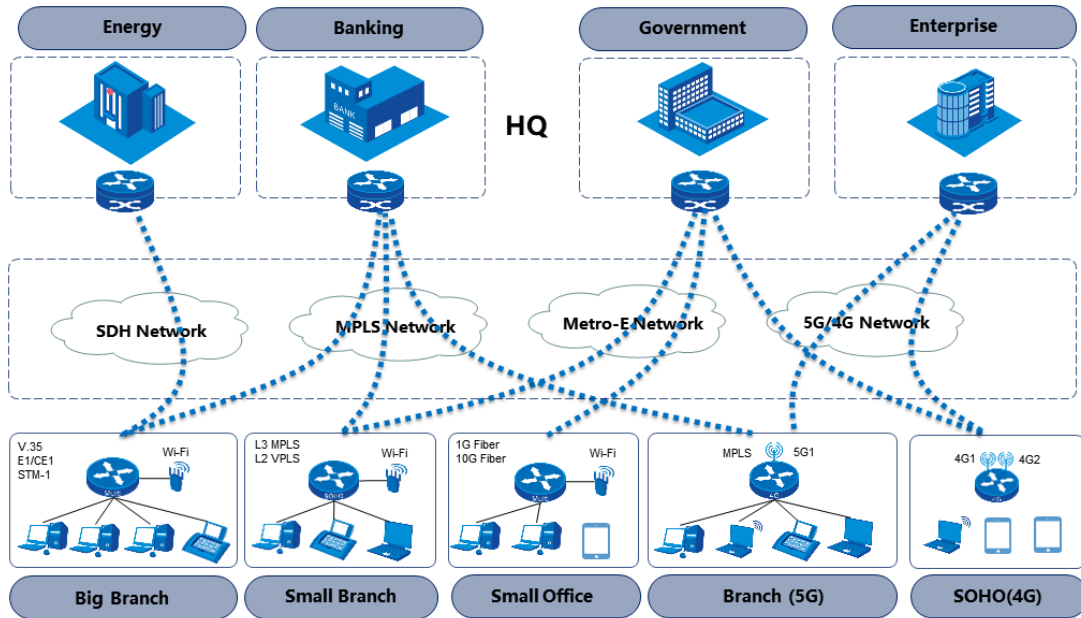 Energy
Banking
Government
Enterprise
BANK
HQ
SDH Network
MPLS Network
Metro-E Network
5G/4G Network
V.35
E1/CE1
STM-1
Wi-Fi
L3 MPLS
L2 VPLS
Wi-Fi
SOHO
1G Fiber
10G Fiber
Wi-Fi
MPLS
5G1
4G
4G1
4G2
Big Branch
Small Branch
Small Office
Branch (5G)
SOHO(4G)